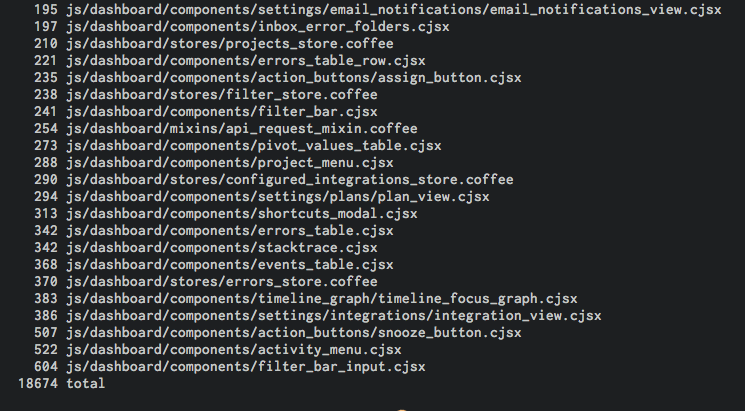 195 js/dashboard/components/settings/email_notifications/email_notifications_view.cjsx
197 js/dashboard/components/inbox_error_folders.cjsx
210 js/dashboard/stores/projects_store.coffee
221 js/dashboard/components/errors_table_row.cjsx
235 js/dashboard/components/action_buttons/assign_button.cjsx
238 js/dashboard/stores/filter_store.coffee
241 js/dashboard/components/filter_bar.cjsx
254 js/dashboard/mixins/api_request_mixin.coffee
273 js/dashboard/components/pivot_values_table.cjsx
288 js/dashboard/components/project_menu.cjsx
290 js/dashboard/stores/configured_integrations_store.coffee
294 js/dashboard/components/settings/plans/plan_view.cjsx
313 js/dashboard/components/shortcuts_modal.cjsx
342 js/dashboard/components/errors_table.cjsx
342 js/dashboard/components/stacktrace.cjsx
368 js/dashboard/components/events_table.cjsx
370 js/dashboard/stores/errors_store.coffee
383 js/dashboard/components/timeline_graph/timeline_focus_graph.cjsx
386 js/dashboard/components/settings/integrations/integration_view.cjsx
507 js/dashboard/components/action_buttons/snooze_button.cjsx
522 js/dashboard/components/activity_menu.cjsx
604 js/dashboard/components/filter_bar_input.cjsx
18674 total